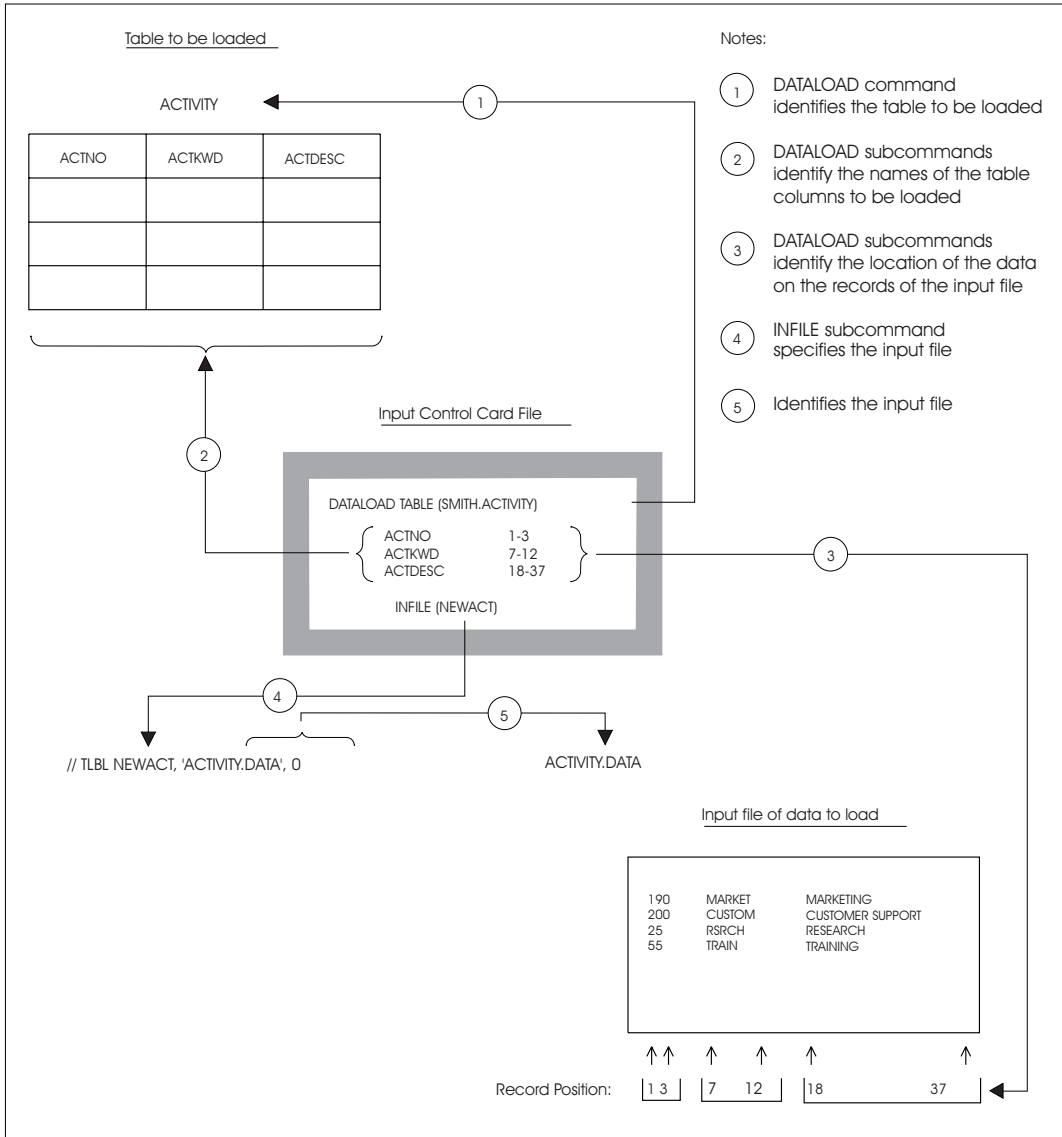 Table to be loaded
ACTIVITY
1
ACTNO ACTKWD ACTDESC
2
Notes:
1 DATALOAD command
identifies the table to be loaded
2 DATALOAD subcommands
identify the names of the table
columns to be loaded
3 DATALOAD subcommands
identify the location of the data
on the records of the input file
4 INFILE subcommand
specifies the input file
5 Identifies the input file
Input Control Card File
DATALOAD TABLE (SMITH.ACTIVITY)
ACTNO 1-3
ACTKWD 7-12
ACTDESC 18-37
INFILE (NEWACT)
3
4
5
// TLBL NEWACT, 'ACTIVITY.DATA', 0
ACTIVITY.DATA
Input file of data to load
190 MARKET MARKETING
200 CUSTOM CUSTOMER SUPPORT
25 RSRCH RESEARCH
55 TRAIN TRAINING
Record Position: 1 3 7 12 18 37